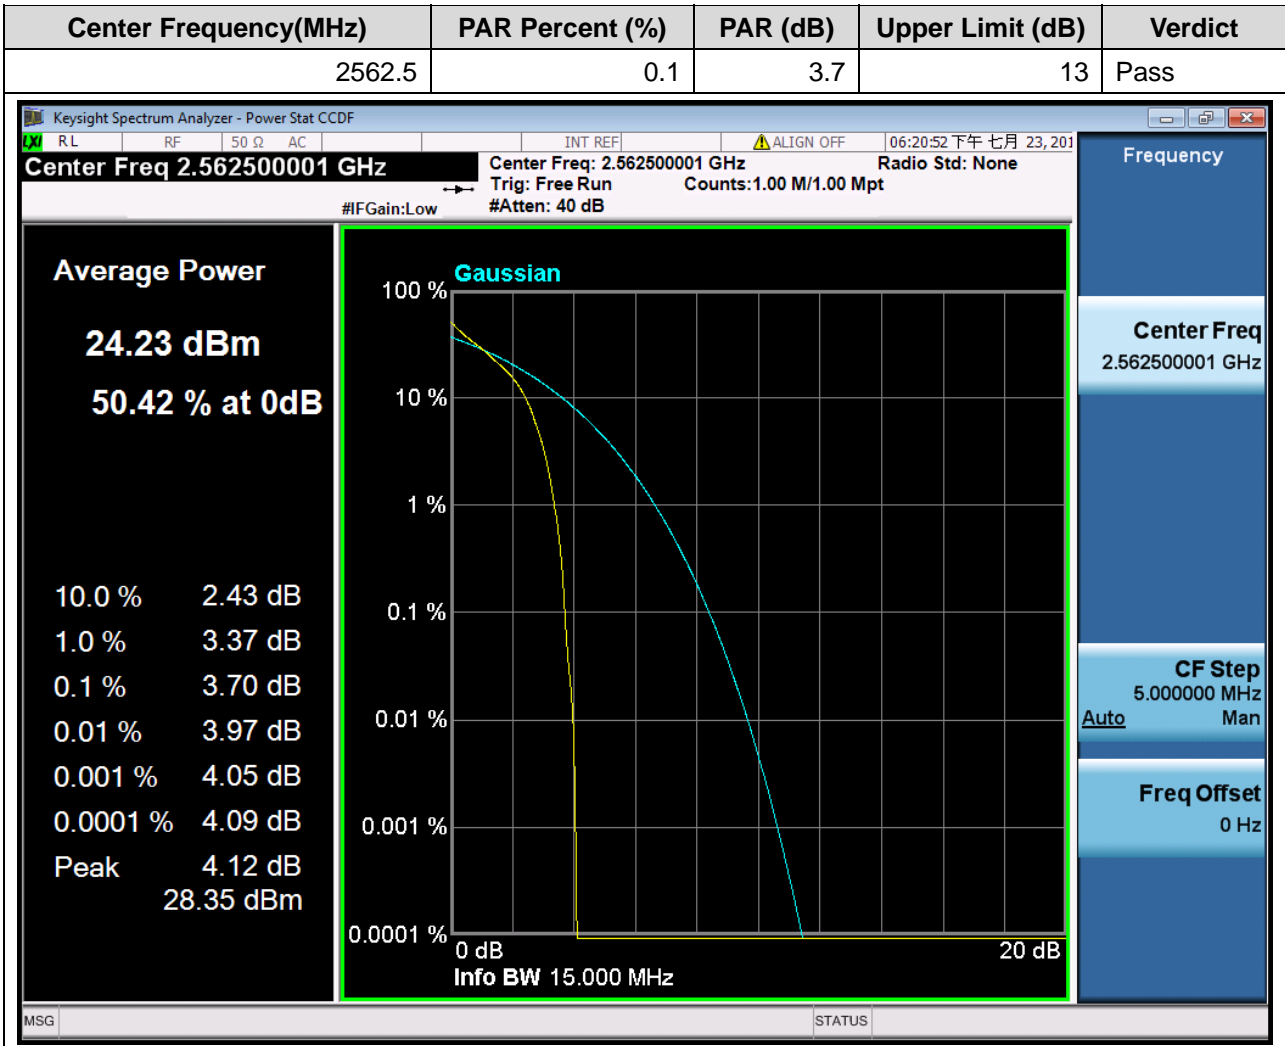 Center Frequency(MHz) PAR Percent (%) PAR (dB) Upper Limit (dB) Verdict
2562.5 0.1 3.7 13 Pass
Keysight Spectrum Analyzer - Power Stat CCDF
LXI RL RF 50 Ω AC INT REF ALIGN OFF 06:20:52 下午 七月 23, 201
Center Freq 2.562500001 GHz
Center Freq: 2.562500001 GHz Radio Std: None
Trig: Free Run Counts:1.00 M/1.00 Mpt
#IFGain:Low #Atten: 40 dB
Average Power
24.23 dBm
50.42 % at 0dB
10.0 % 2.43 dB
1.0 % 3.37 dB
0.1 % 3.70 dB
0.01 % 3.97 dB
0.001 % 4.05 dB
0.0001 % 4.09 dB
Peak 4.12 dB
28.35 dBm
Gaussian
100 %
10 %
1 %
0.1 %
0.01 %
0.001 %
0.0001 %
0 dB 20 dB
Info BW 15.000 MHz
Frequency
Center Freq
2.562500001 GHz
CF Step
5.000000 MHz
Auto Man
Freq Offset
0 Hz
MSG STATUS